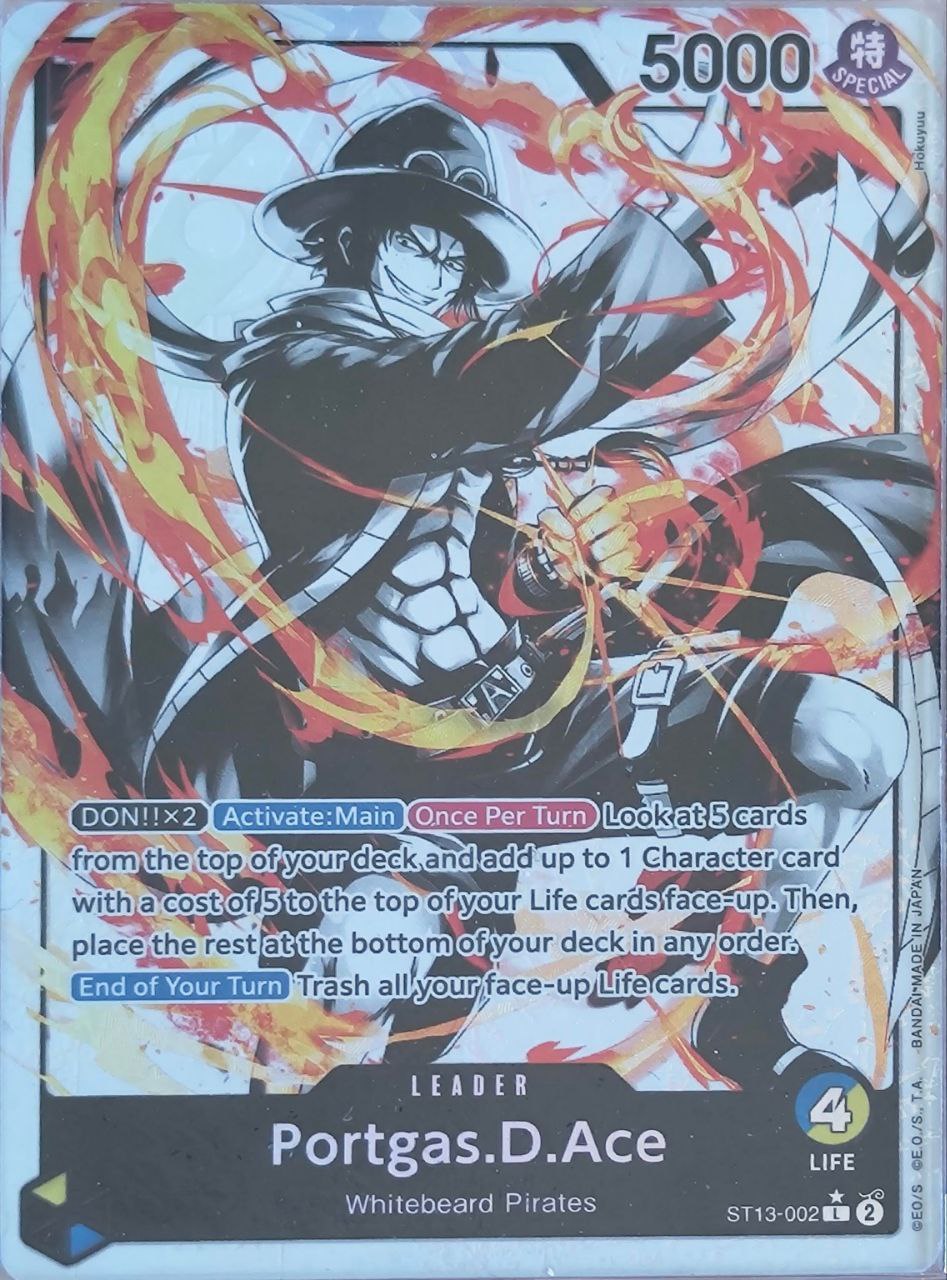 5000
特
SPECIAL
Hokuyuu
DON!!×2 Activate:Main Once Per Turn Look at 5 cards
from the top of your deck and add up to 1 Character card
with a cost of 5 to the top of your Life cards face-up. Then,
place the rest at the bottom of your deck in any order.
End of Your Turn Trash all your face-up Life cards.
LEADER
Portgas.D.Ace
Whitebeard Pirates
4
LIFE
ST13-002 ★ L 2
©EO/S ©E.O./S., T.A. BANDAI MADE IN JAPAN